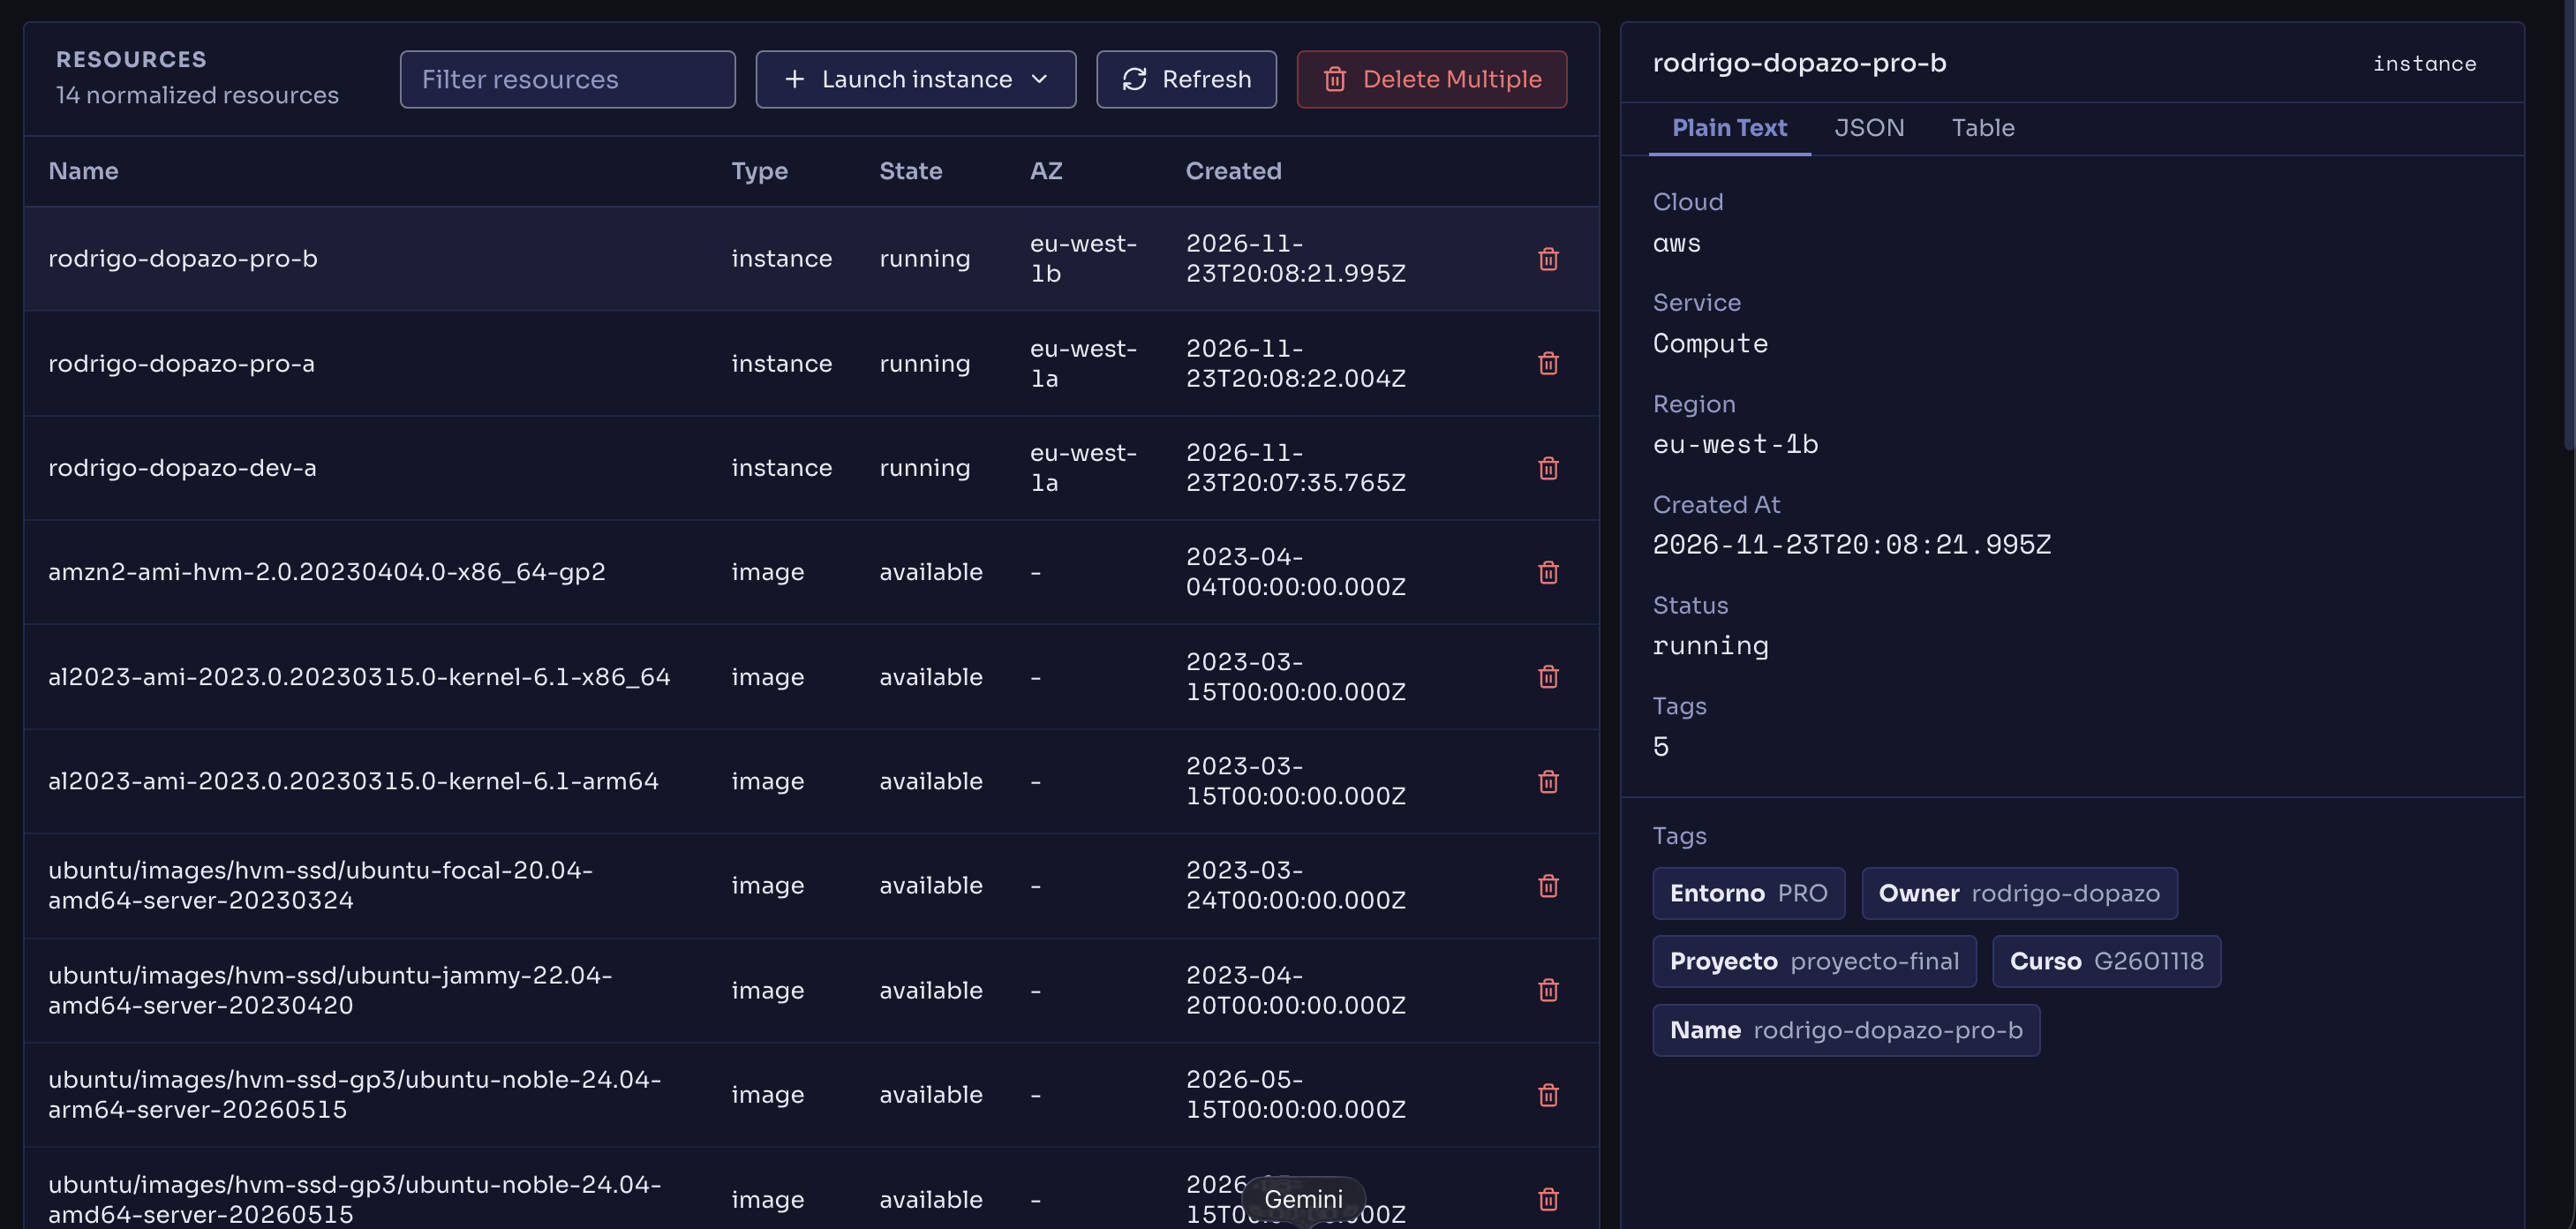 RESOURCES
14 normalized resources
Filter resources
Launch instance
Refresh
Delete Multiple
Name Type State AZ Created
rodrigo-dopazo-pro-b instance running eu-west-
1b 2026-11-
23T20:08:21.995Z
rodrigo-dopazo-pro-a instance running eu-west-
1a 2026-11-
23T20:08:22.004Z
rodrigo-dopazo-dev-a instance running eu-west-
1a 2026-11-
23T20:07:35.765Z
amzn2-ami-hvm-2.0.20230404.0-x86_64-gp2 image available - 2023-04-
04T00:00:00.000Z
al2023-ami-2023.0.20230315.0-kernel-6.1-x86_64 image available - 2023-03-
15T00:00:00.000Z
al2023-ami-2023.0.20230315.0-kernel-6.1-arm64 image available - 2023-03-
15T00:00:00.000Z
ubuntu/images/hvm-ssd/ubuntu-focal-20.04-
amd64-server-20230324 image available - 2023-03-
24T00:00:00.000Z
ubuntu/images/hvm-ssd/ubuntu-jammy-22.04-
amd64-server-20230420 image available - 2023-04-
20T00:00:00.000Z
ubuntu/images/hvm-ssd-gp3/ubuntu-noble-24.04-
arm64-server-20260515 image available - 2026-05-
15T00:00:00.000Z
ubuntu/images/hvm-ssd-gp3/ubuntu-noble-24.04-
amd64-server-20260515 image available -
Gemini
rodrigo-dopazo-pro-b instance
Plain Text JSON Table
Cloud
aws
Service
Compute
Region
eu-west-1b
Created At
2026-11-23T20:08:21.995Z
Status
running
Tags
5
Tags
Entorno PRO Owner rodrigo-dopazo
Proyecto proyecto-final Curso G2601118
Name rodrigo-dopazo-pro-b